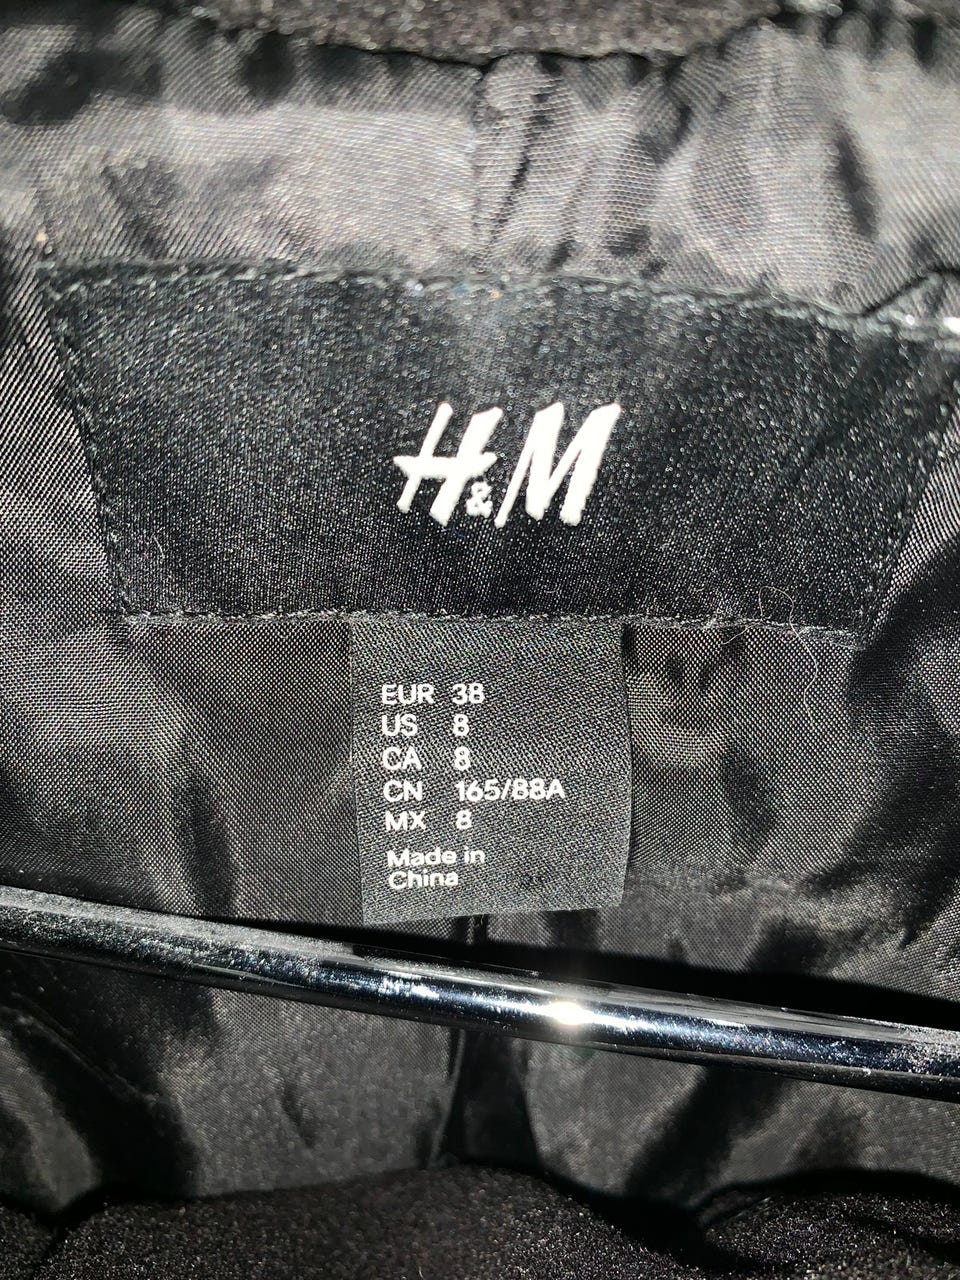 H&M
EUR 38
US 8
CA 8
CN 165/88A
MX 8
Made in
China